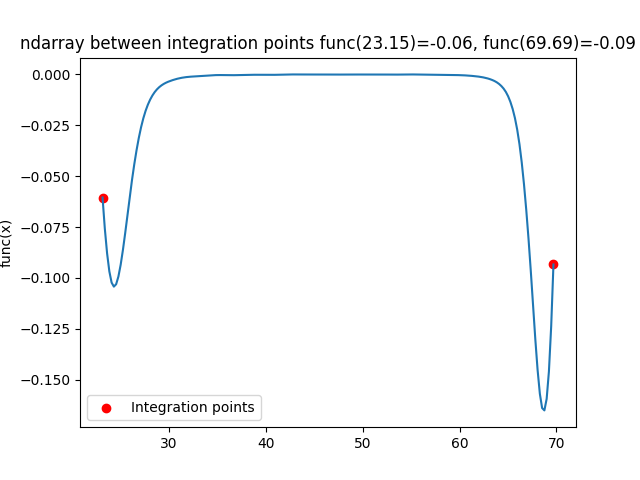 ndarray between integration points func(23.15)=-0.06, func(69.69)=-0.09
0.000
−0.025
−0.050
−0.075
−0.100
−0.125
−0.150
func(x)
Integration points
30 40 50 60 70